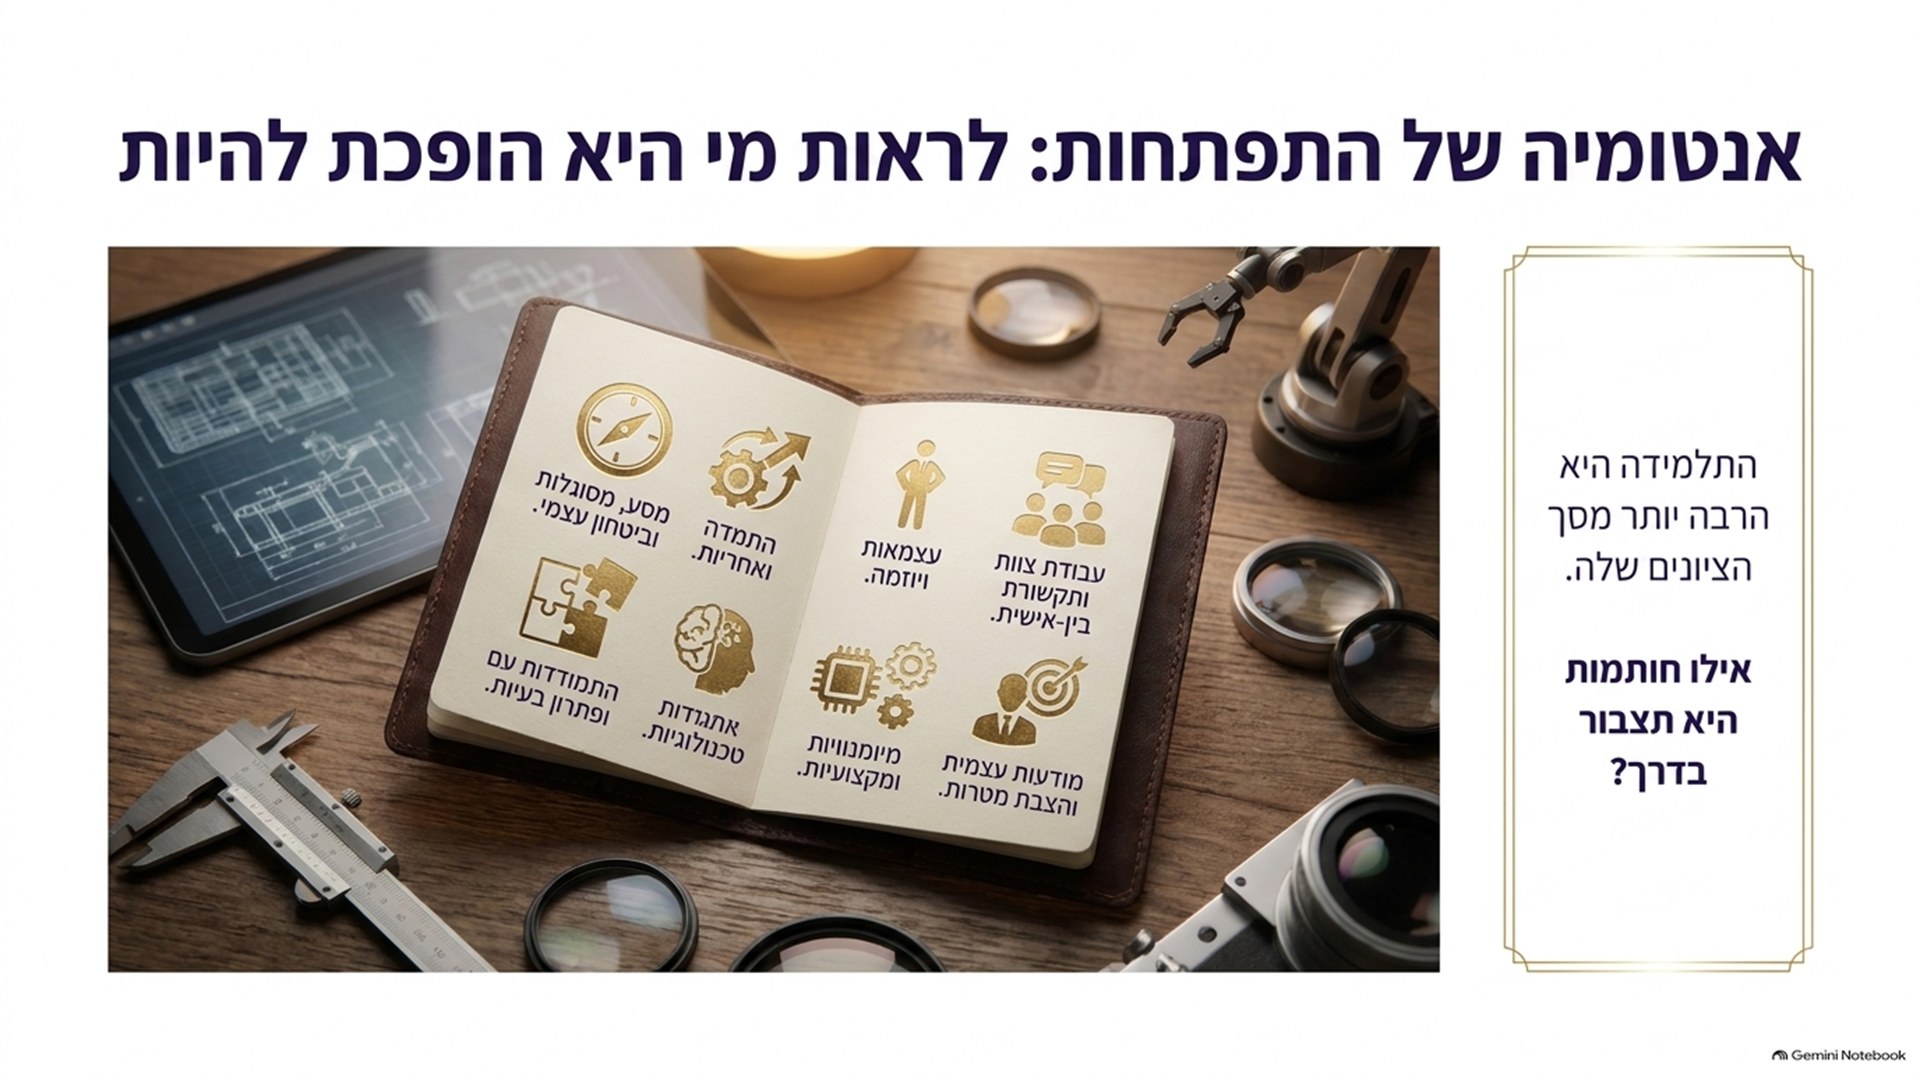 אנטומיה של התפתחות: לראות מי היא הופכת להיות
עבודת צוות
ותקשורת
בין-אישית.
עצמאות
ויוזמה.
התמדה
ואחריות.
מסע, מסוגלות
וביטחון עצמי.
מודעות עצמית
והצבת מטרות.
מיומנוויות
ומקצועיות.
אתגרדות
טכנולוגיות.
התמודדות עם
ופתרון בעיות.
התלמידה היא
הרבה יותר מסך
הציונים שלה.
אילו חותמות
היא תצבור
בדרך?
Gemini Notebook